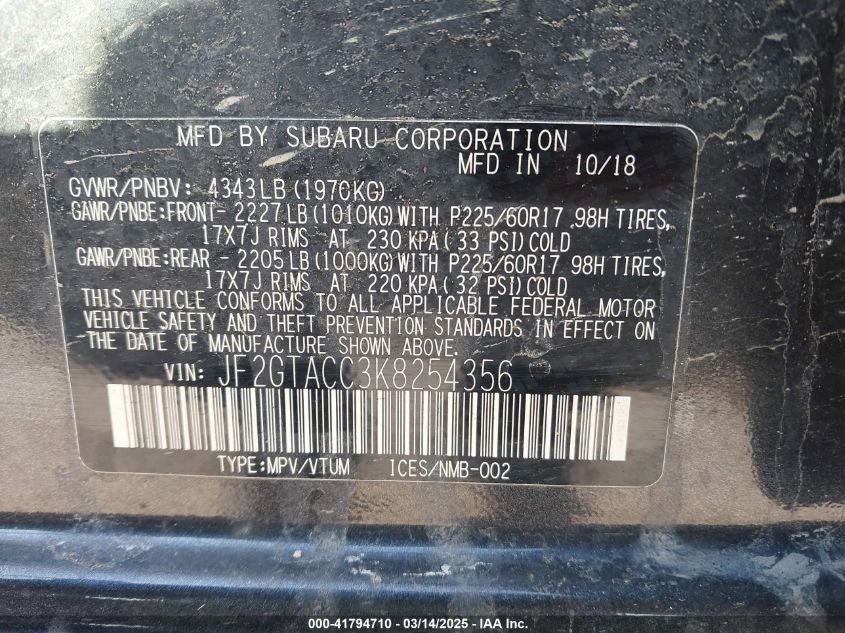 MFD BY SUBARU CORPORATION
MFD IN 10/18
GVWR/PNBV: 4343LB(1970KG)
GAWR/PNBE:FRONT- 2227LB(1010KG)WITH P225/60R17 98H TIRES,
17X7J RIMS AT 230 KPA(33 PSI)COLD
GAWR/PNBE:REAR - 2205LB(1000KG)WITH P225/60R17 98H TIRES,
17X7J RIMS AT 220 KPA(32 PSI)COLD
THIS VEHICLE CONFORMS TO ALL APPLICABLE FEDERAL MOTOR
VEHICLE SAFETY AND THEFT PREVENTION STANDARDS IN EFFECT ON
THE DATE OF MANUFACTURE SHOWN ABOVE.
VIN: JF2GTACC3K8254356
TYPE:MPV/VTUM ICES/NMB-002
000-41794710 - 03/14/2025 - IAA, Inc.